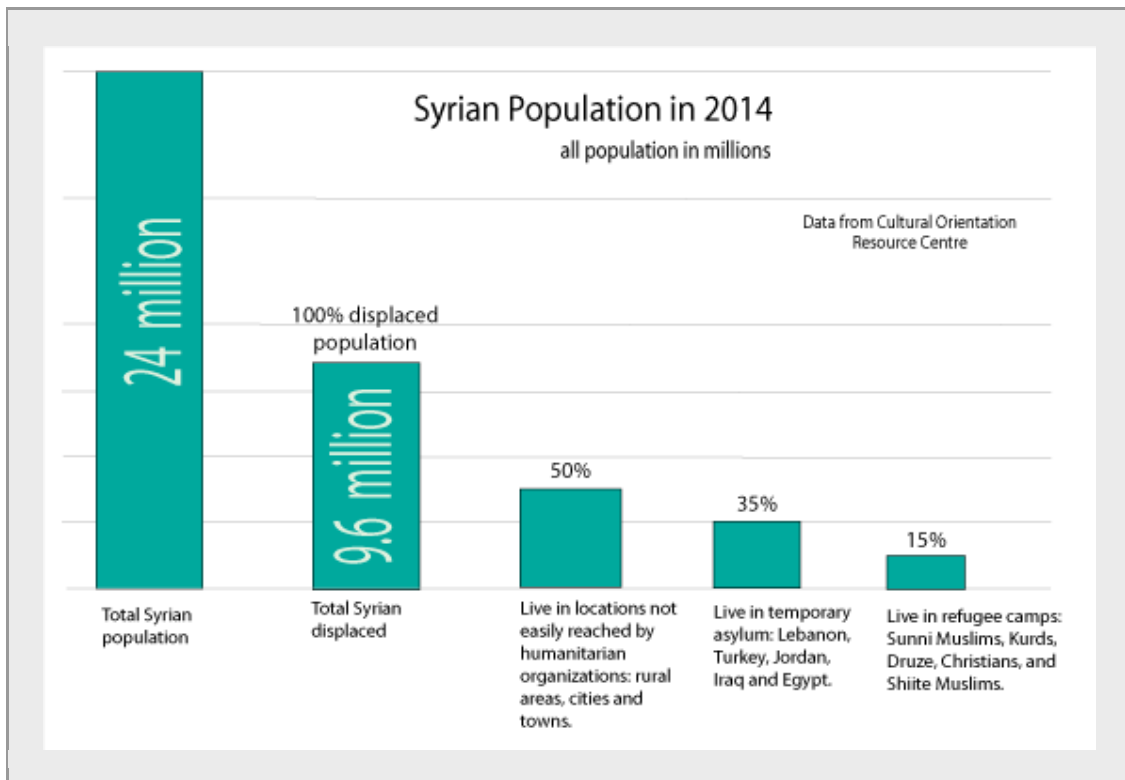 Syrian Population in 2014
all population in millions
Data from Cultural Orientation
Resource Centre
24 million
100% displaced
population
9.6 million
50%
35%
15%
Total Syrian
population
Total Syrian
displaced
Live in locations not
easily reached by
humanitarian
organizations: rural
areas, cities and
towns.
Live in temporary
asylum: Lebanon,
Turkey, Jordan,
Iraq and Egypt.
Live in refugee camps:
Sunni Muslims, Kurds,
Druze, Christians, and
Shiite Muslims.